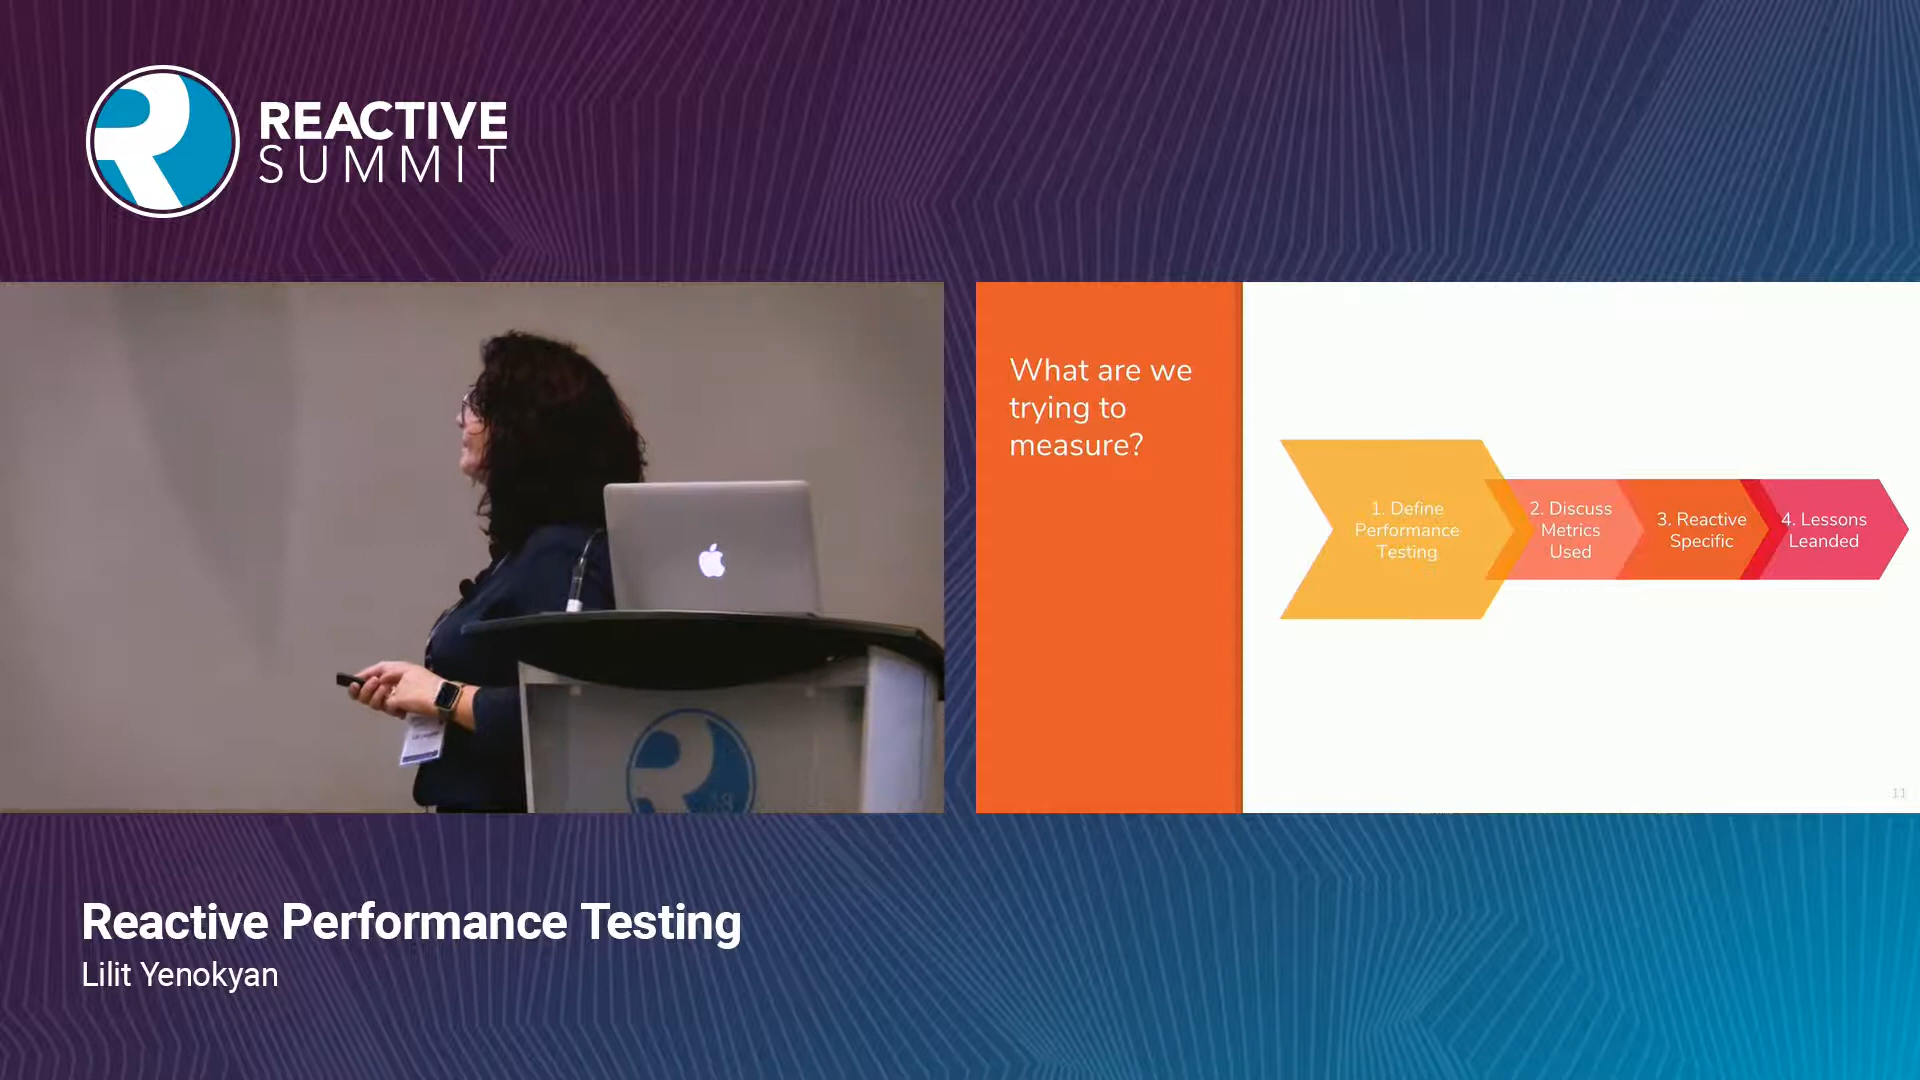 REACTIVE
SUMMIT
What are we
trying to
measure?
1. Define
Performance
Testing
2. Discuss
Metrics
Used
3. Reactive
Specific
4. Lessons
Leanded
11
Reactive Performance Testing
Lilit Yenokyan